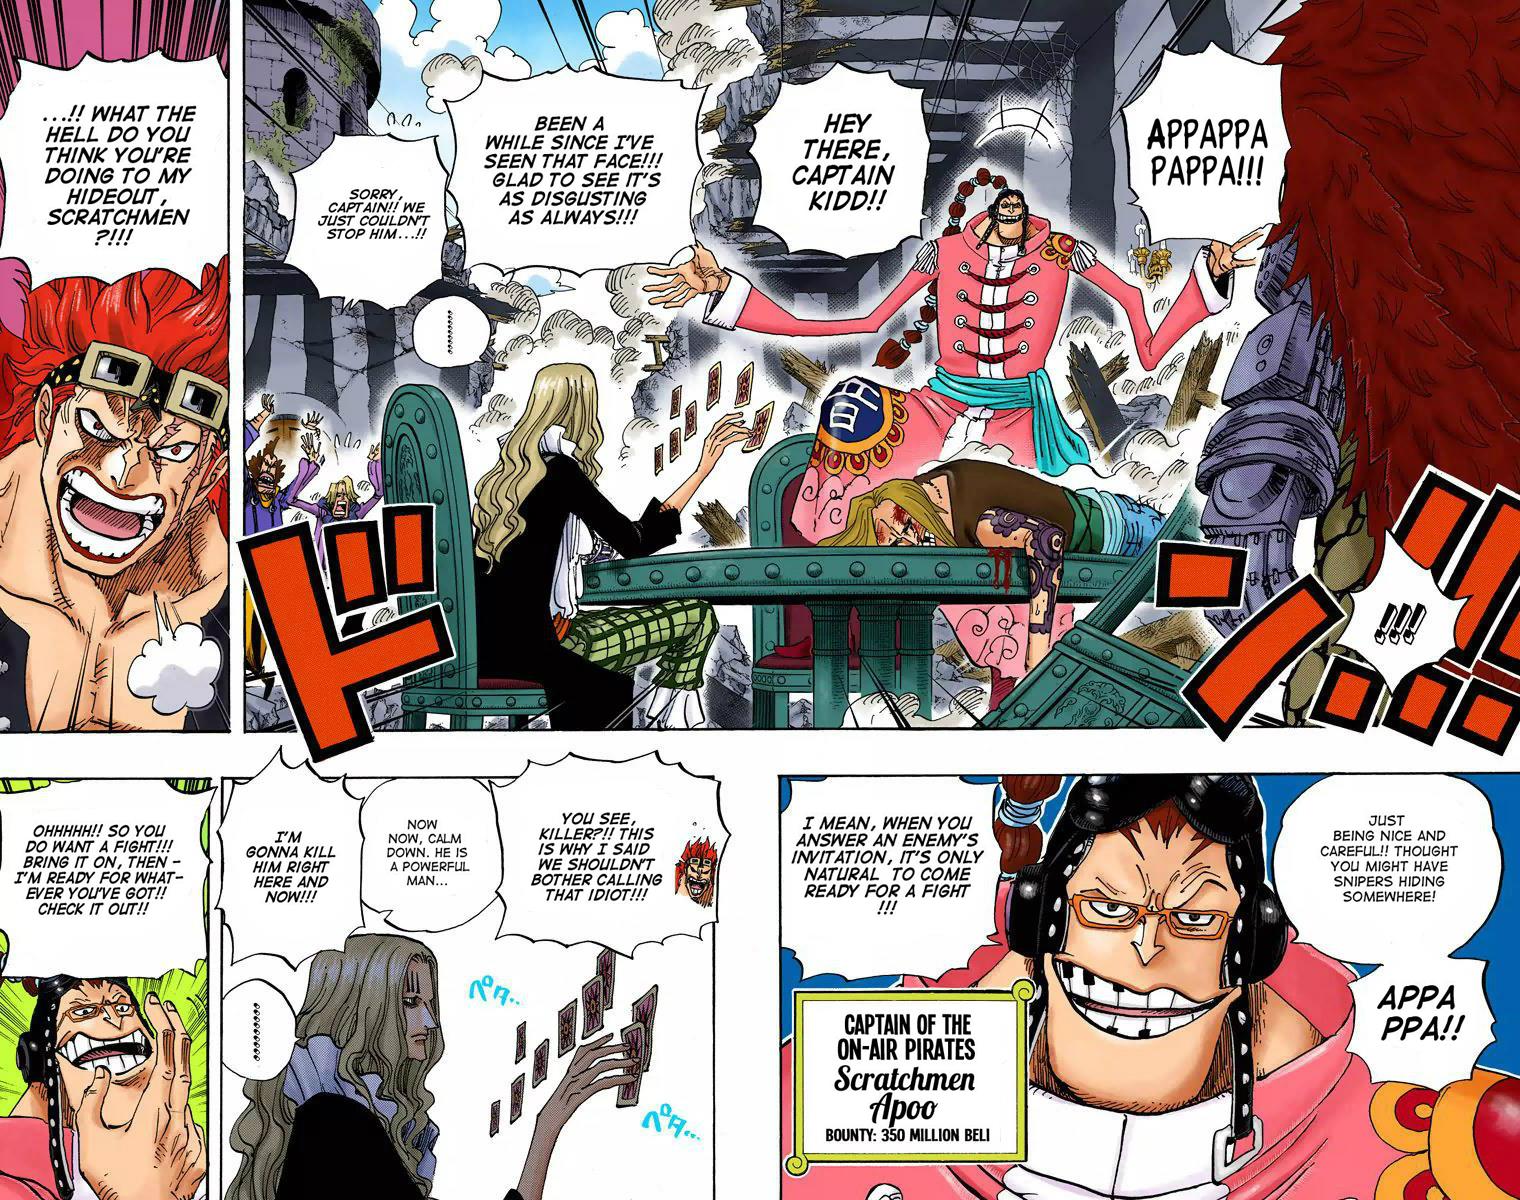 APPAPPA
PAPPA!!!
HEY
THERE,
CAPTAIN
KIDD!!
BEEN A
WHILE SINCE I'VE
SEEN THAT FACE!!!
GLAD TO SEE IT'S
AS DISGUSTING
AS ALWAYS!!!
SORRY,
CAPTAIN!! WE
JUST COULDN'T
STOP HIM...!!
.........
!!!
ドン!!!
...!! WHAT THE
HELL DO YOU
THINK YOU'RE
DOING TO MY
HIDEOUT,
SCRATCHMEN
?!!!
JUST
BEING NICE AND
CAREFUL!! THOUGHT
YOU MIGHT HAVE
SNIPERS HIDING
SOMEWHERE!
APPA
PPA!!
I MEAN, WHEN YOU
ANSWER AN ENEMY'S
INVITATION, IT'S ONLY
NATURAL TO COME
READY FOR A FIGHT
!!!
CAPTAIN OF THE
ON-AIR PIRATES
Scratchmen
Apoo
BOUNTY: 350 MILLION BELI
YOU SEE,
KILLER?!! THIS
IS WHY I SAID
WE SHOULDN'T
BOTHER CALLING
THAT IDIOT!!!
NOW
NOW, CALM
DOWN. HE IS
A POWERFUL
MAN...
I'M
GONNA KILL
HIM RIGHT
HERE AND
NOW!!!
.........
ペタ..
ペタ...
OHHHHH!! SO YOU
DO WANT A FIGHT!!!
BRING IT ON, THEN -
I'M READY FOR WHAT-
EVER YOU'VE GOT!!
CHECK IT OUT!!